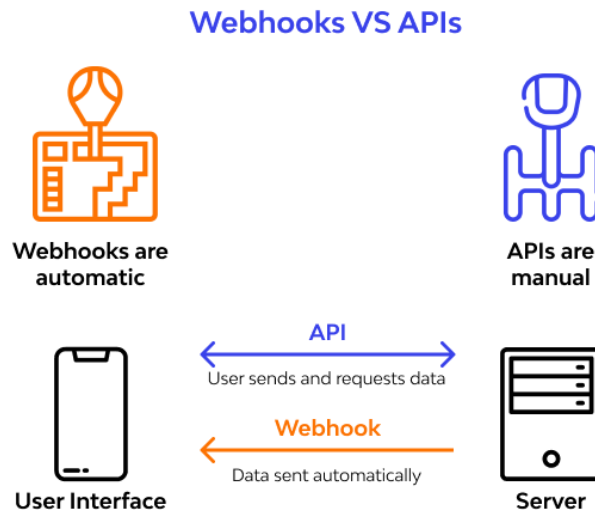 Webhooks VS APIs
Webhooks are
automatic
APIs are
manual
API
User sends and requests data
Webhook
Data sent automatically
User Interface
Server